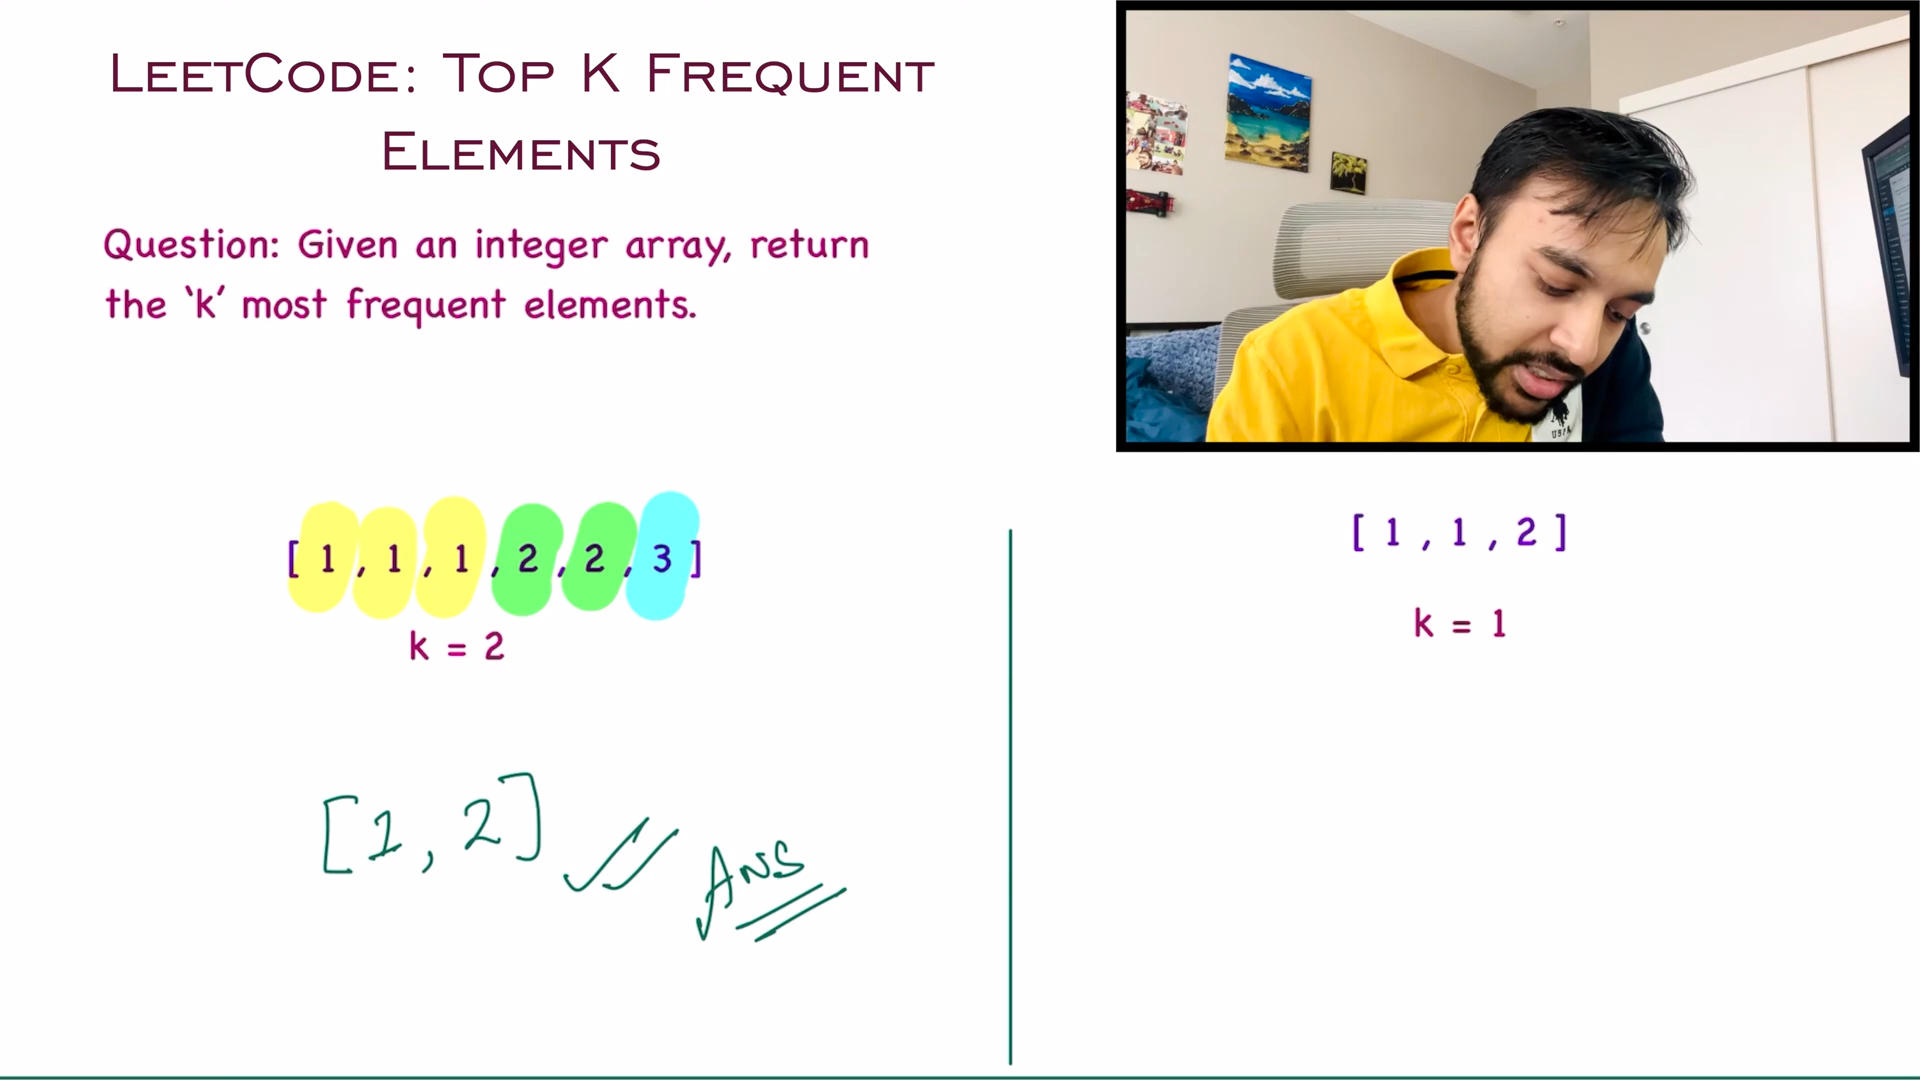 LEETCODE: TOP K FREQUENT
ELEMENTS
Question: Given an integer array, return
the ‘k’ most frequent elements.
[ 1 , 1 , 1 , 2 , 2 , 3 ]
k = 2
[1, 2]
Ans
[ 1 , 1 , 2 ]
k = 1